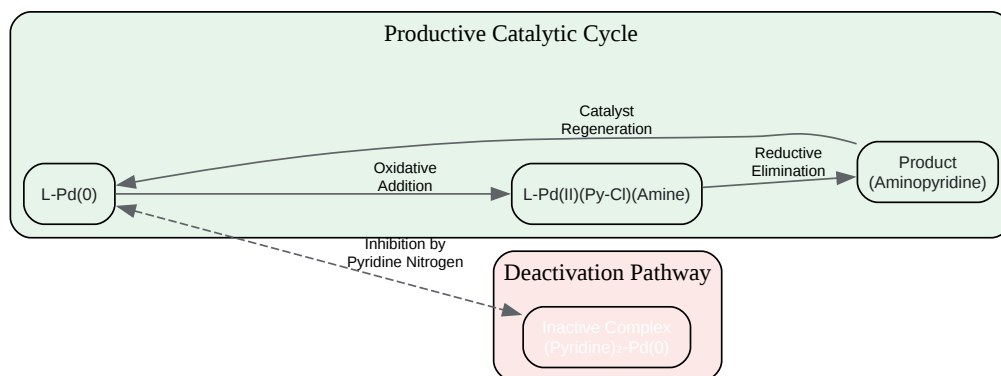 Productive Catalytic Cycle
Catalyst
Regeneration
Oxidative
Addition
Reductive
Elimination
L-Pd(0)
L-Pd(II)(Py-Cl)(Amine)
Product
(Aminopyridine)
Inhibition by
Pyridine Nitrogen
Deactivation Pathway
Inactive Complex
(Pyridine)₂-Pd(0)